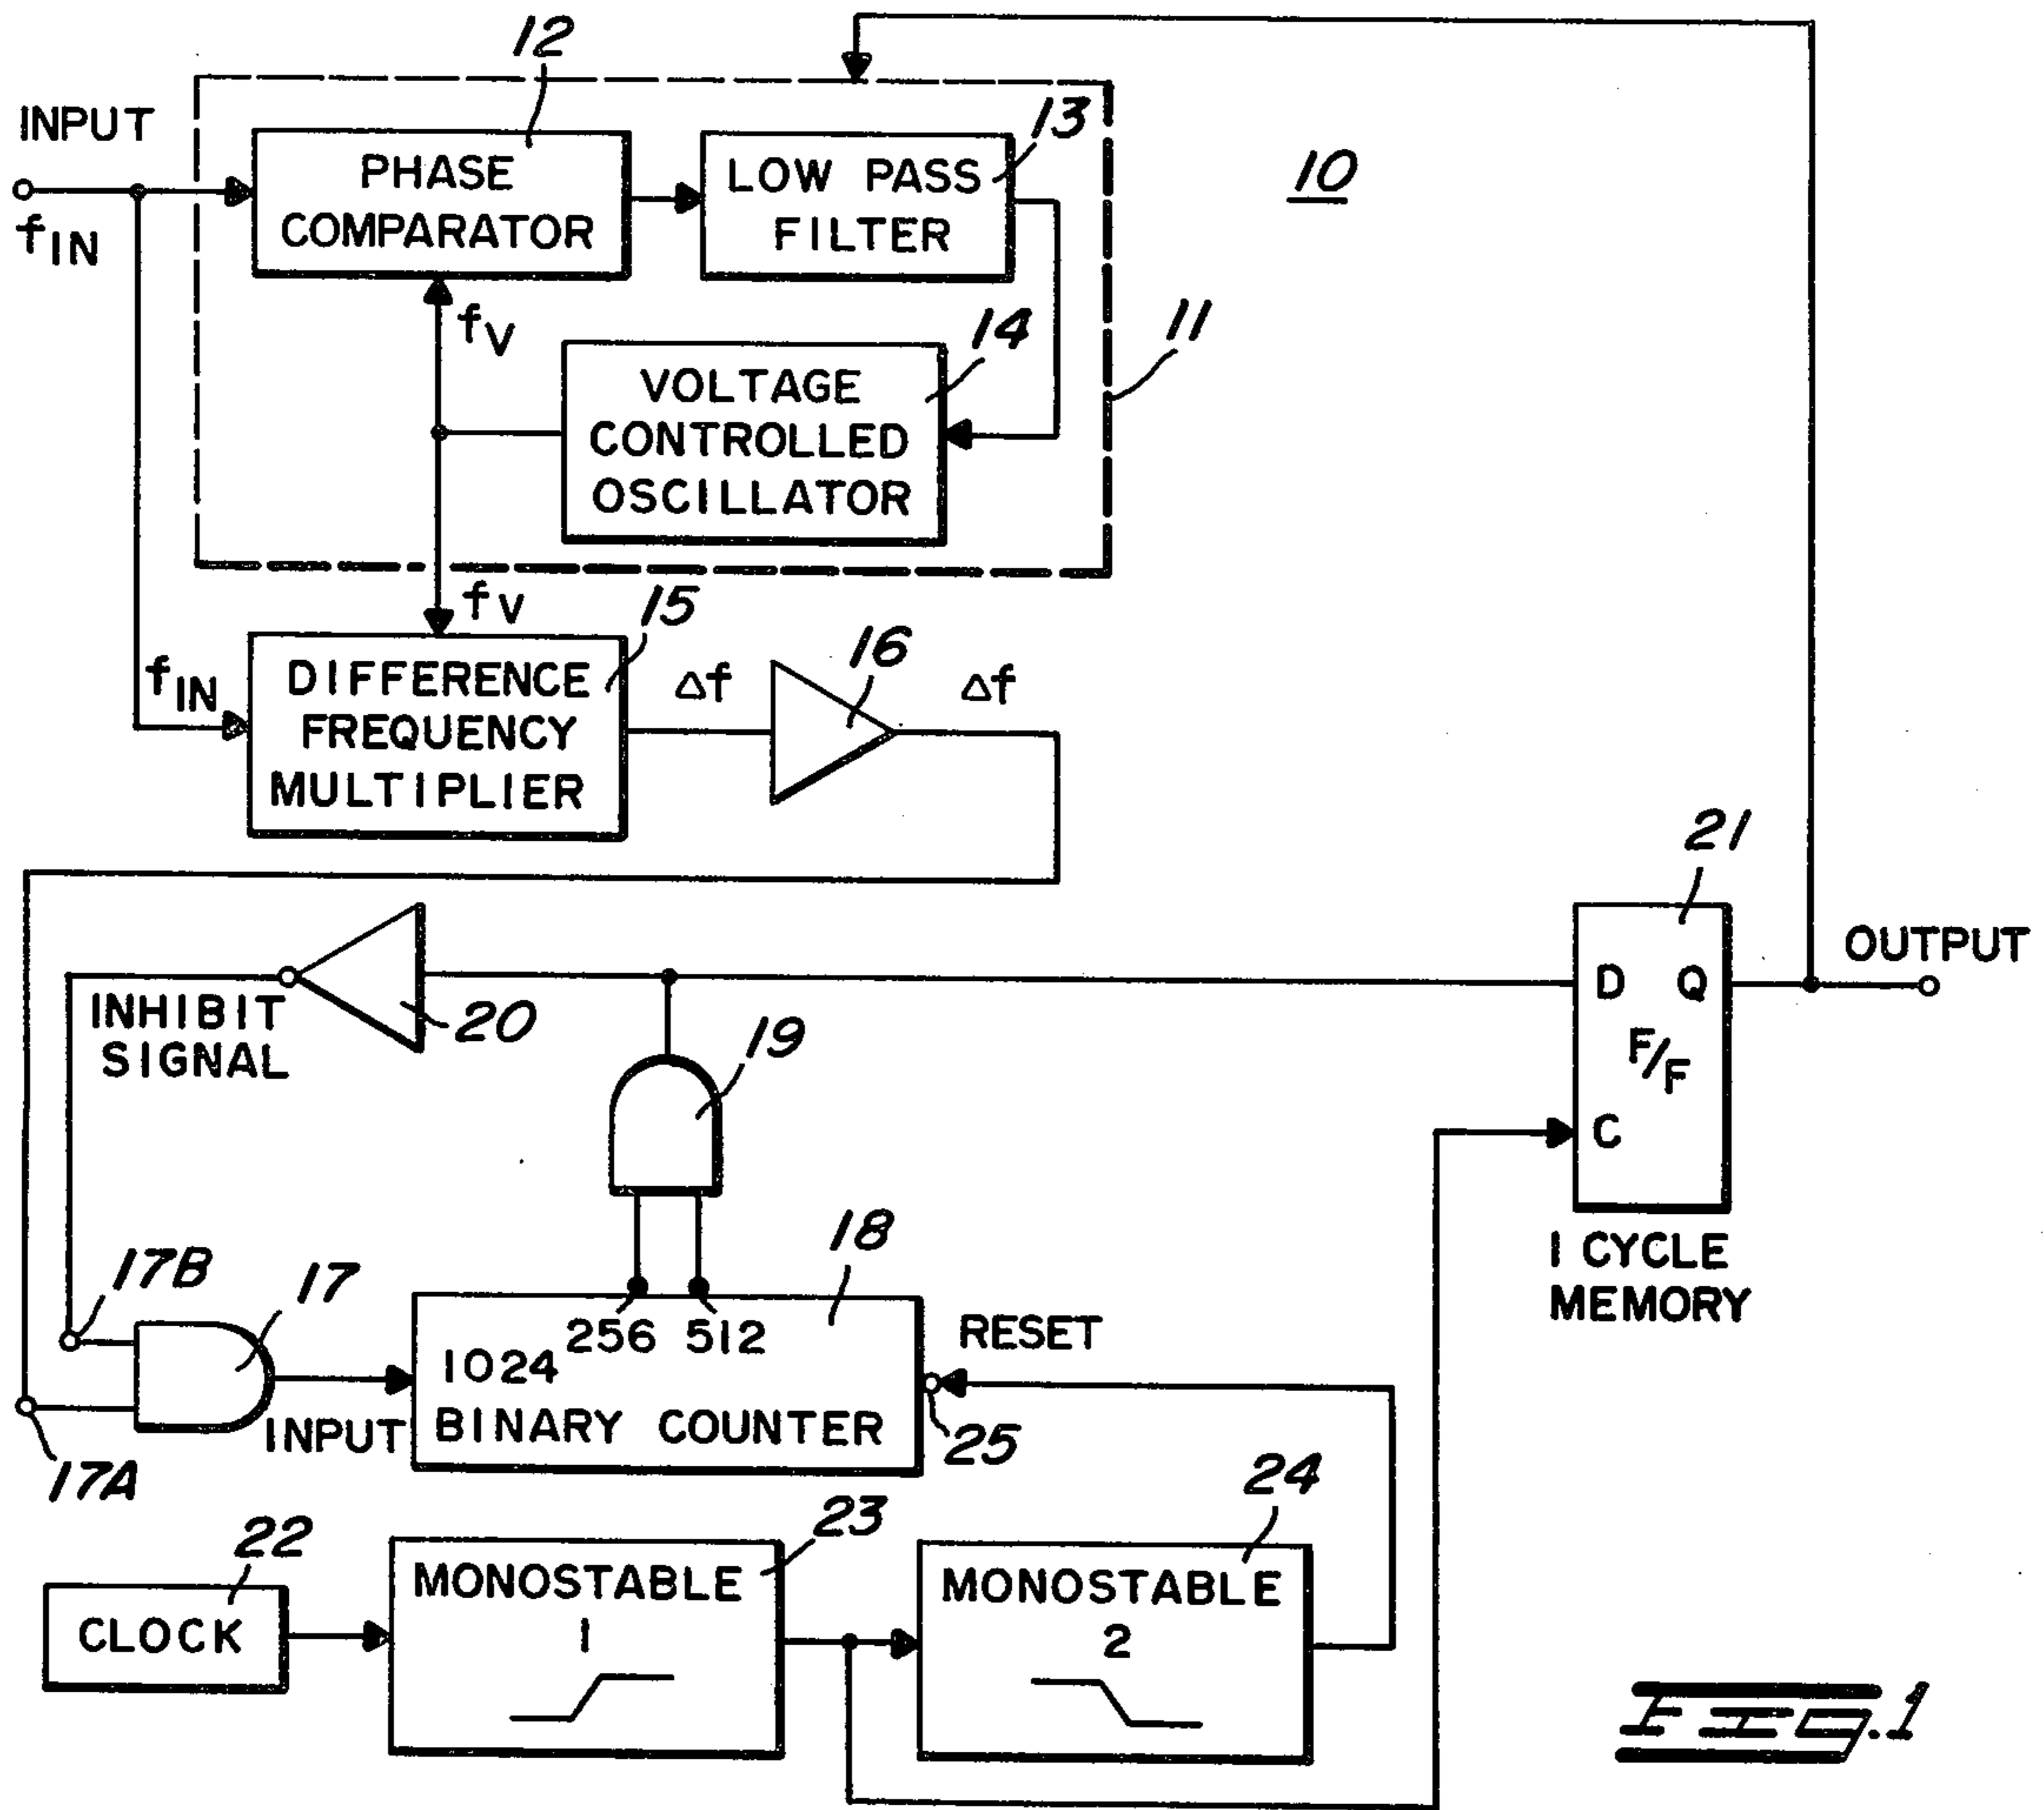 12
INPUT
fIN
PHASE
COMPARATOR
LOW PASS
FILTER
13
10
fV
VOLTAGE
CONTROLLED
OSCILLATOR
14
11
fV
15
fIN
DIFFERENCE
FREQUENCY
MULTIPLIER
Δf
16
Δf
21
OUTPUT
D Q
F/F
C
1 CYCLE
MEMORY
INHIBIT
SIGNAL
20
19
18
17B
17
256 512
1024
BINARY COUNTER
RESET
25
INPUT
17A
22
CLOCK
23
MONOSTABLE
1
24
MONOSTABLE
2
FIG.1